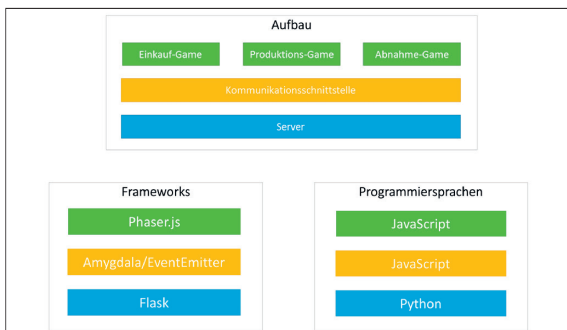 Aufbau
Einkauf-Game Produktions-Game Abnahme-Game
Kommunikationsschnittstelle
Server
Frameworks
Phaser.js
Amygdala/EventEmitter
Flask
Programmiersprachen
JavaScript
JavaScript
Python